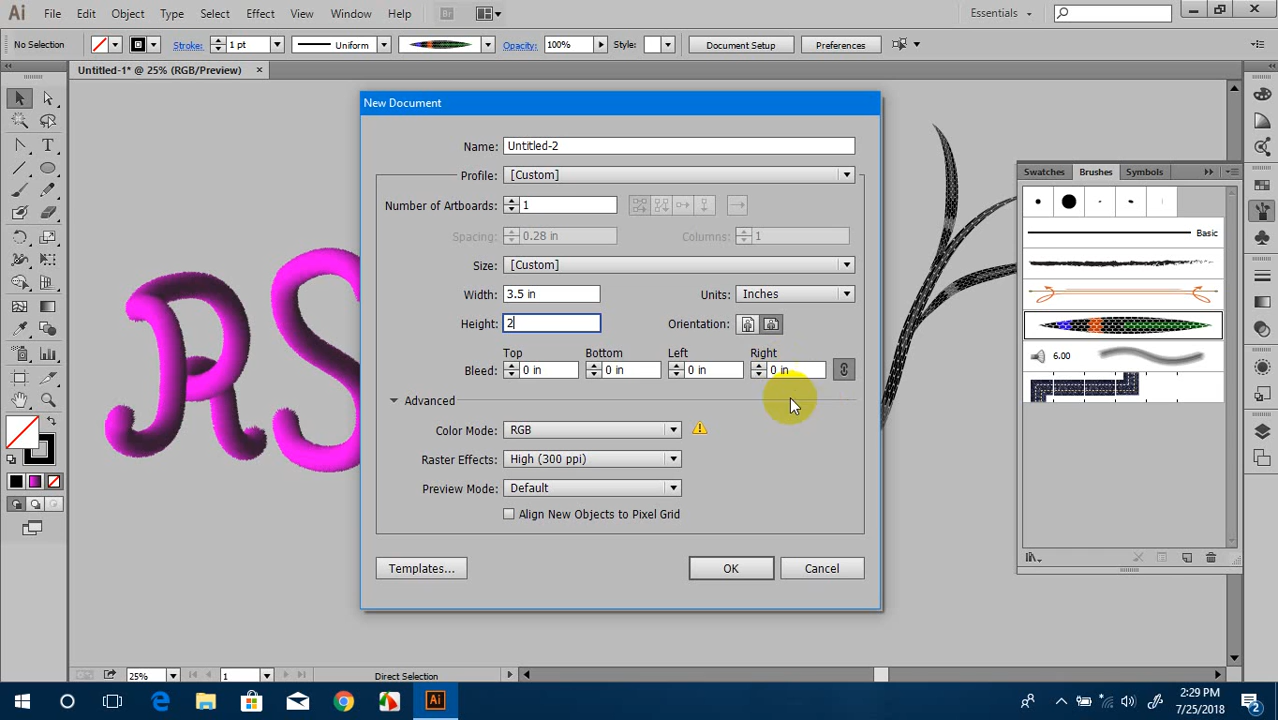 Ai File Edit Object Type Select Effect View Window Help Br Essentials
No Selection Stroke: 1 pt Uniform Opacity: 100% Style: Document Setup Preferences
Untitled-1* @ 25% (RGB/Preview) ×
New Document
Name: Untitled-2
Profile: [Custom]
Number of Artboards: 1
Spacing: 0.28 in Columns: 1
Size: [Custom]
Width: 3.5 in Units: Inches
Height: 2 Orientation:
Top Bottom Left Right
Bleed: 0 in 0 in 0 in 0 in
Advanced
Color Mode: RGB
Raster Effects: High (300 ppi)
Preview Mode: Default
Align New Objects to Pixel Grid
Templates... OK Cancel
RS
Swatches Brushes Symbols
Basic
6.00
25% 1 Direct Selection
Ai
2:29 PM
7/25/2018
2